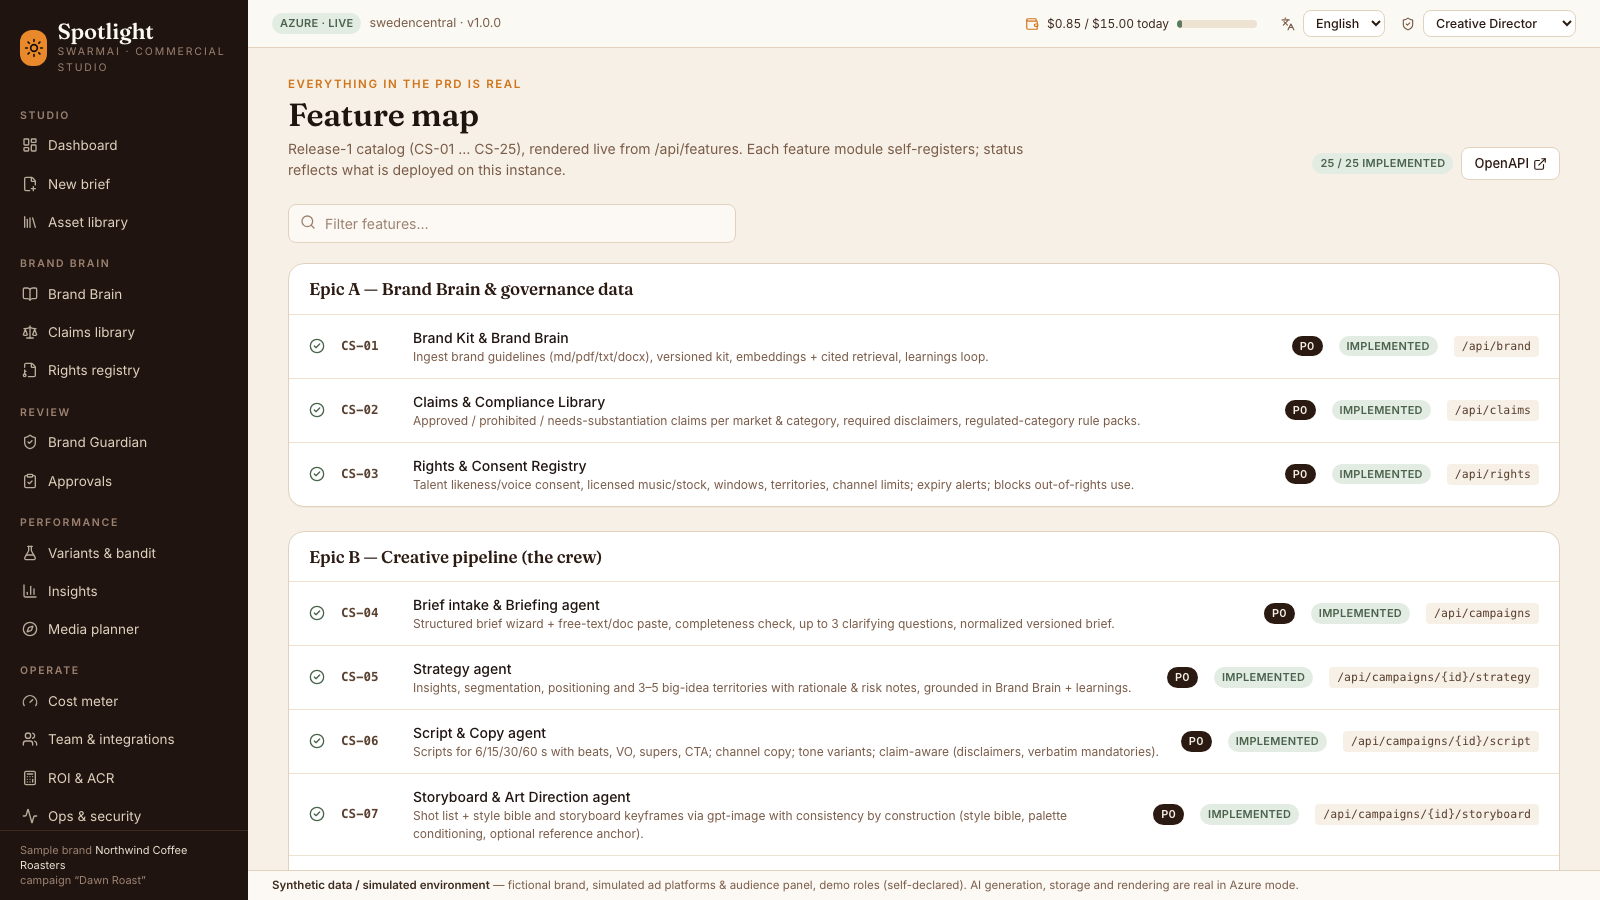 Spotlight
SWARMAI · COMMERCIAL
STUDIO
STUDIO
Dashboard
New brief
Asset library
BRAND BRAIN
Brand Brain
Claims library
Rights registry
REVIEW
Brand Guardian
Approvals
PERFORMANCE
Variants & bandit
Insights
Media planner
OPERATE
Cost meter
Team & integrations
ROI & ACR
Ops & security
Sample brand Northwind Coffee
Roasters
campaign “Dawn Roast”
AZURE · LIVE swedencentral · v1.0.0
$0.85 / $15.00 today
English
Creative Director
EVERYTHING IN THE PRD IS REAL
Feature map
Release-1 catalog (CS-01 … CS-25), rendered live from /api/features. Each feature module self-registers; status
reflects what is deployed on this instance.
25 / 25 IMPLEMENTED
OpenAPI
Filter features...
Epic A — Brand Brain & governance data
CS-01 Brand Kit & Brand Brain P0 IMPLEMENTED /api/brand
Ingest brand guidelines (md/pdf/txt/docx), versioned kit, embeddings + cited retrieval, learnings loop.
CS-02 Claims & Compliance Library P0 IMPLEMENTED /api/claims
Approved / prohibited / needs-substantiation claims per market & category, required disclaimers, regulated-category rule packs.
CS-03 Rights & Consent Registry P0 IMPLEMENTED /api/rights
Talent likeness/voice consent, licensed music/stock, windows, territories, channel limits; expiry alerts; blocks out-of-rights use.
Epic B — Creative pipeline (the crew)
CS-04 Brief intake & Briefing agent P0 IMPLEMENTED /api/campaigns
Structured brief wizard + free-text/doc paste, completeness check, up to 3 clarifying questions, normalized versioned brief.
CS-05 Strategy agent P0 IMPLEMENTED /api/campaigns/{id}/strategy
Insights, segmentation, positioning and 3–5 big-idea territories with rationale & risk notes, grounded in Brand Brain + learnings.
CS-06 Script & Copy agent P0 IMPLEMENTED /api/campaigns/{id}/script
Scripts for 6/15/30/60 s with beats, VO, supers, CTA; channel copy; tone variants; claim-aware (disclaimers, verbatim mandatories).
CS-07 Storyboard & Art Direction agent P0 IMPLEMENTED /api/campaigns/{id}/storyboard
Shot list + style bible and storyboard keyframes via gpt-image with consistency by construction (style bible, palette
conditioning, optional reference anchor).
Synthetic data / simulated environment — fictional brand, simulated ad platforms & audience panel, demo roles (self-declared). AI generation, storage and rendering are real in Azure mode.